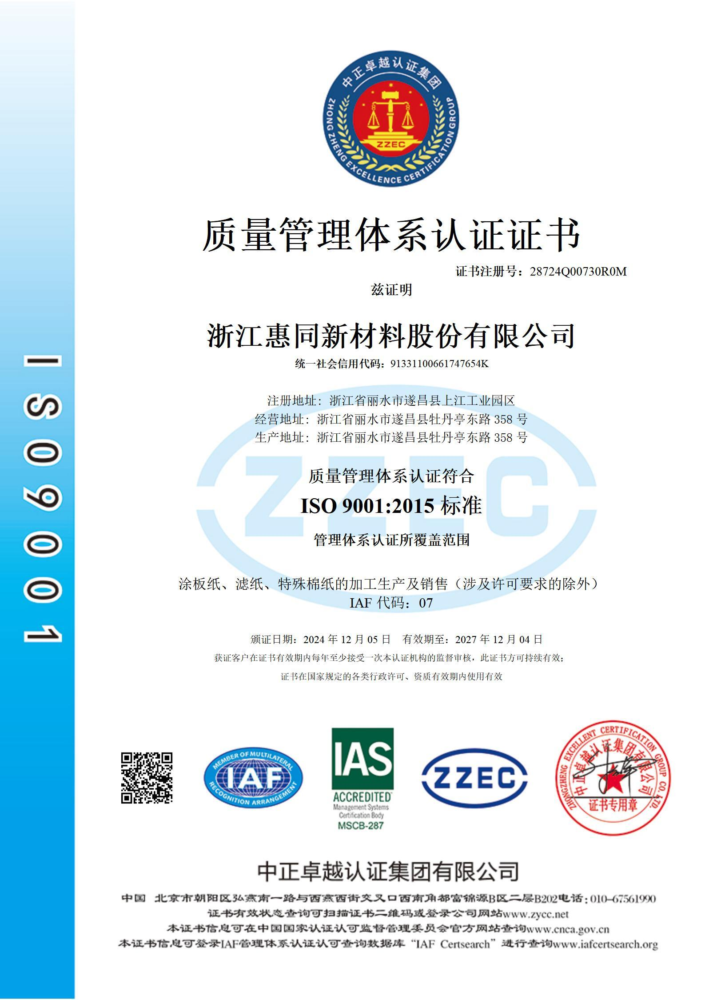 中正卓越认证集团
ZHONG ZHENG EXCELLENCE CERTIFICATION GROUP
ZZEC
质量管理体系认证证书
证书注册号：28724Q00730R0M
兹证明
浙江惠同新材料股份有限公司
统一社会信用代码：91331100661747654K
注册地址：浙江省丽水市遂昌县上江工业园区
经营地址：浙江省丽水市遂昌县牡丹亭东路 358 号
生产地址：浙江省丽水市遂昌县牡丹亭东路 358 号
ZZEC
质量管理体系认证符合
ISO 9001:2015 标准
管理体系认证所覆盖范围
涂板纸、滤纸、特殊棉纸的加工生产及销售（涉及许可要求的除外）
IAF 代码：07
颁证日期：2024 年 12 月 05 日 有效期至：2027 年 12 月 04 日
获证客户在证书有效期内每年至少接受一次本认证机构的监督审核，此证书方可持续有效；
证书在国家规定的各类行政许可、资质有效期内使用有效
ISO9001
MEMBER OF MULTILATERAL
IAF
RECOGNITION ARRANGEMENT
IAS
ACCREDITED
Management Systems
Certification Body
MSCB-287
ZZEC
ZHONGZHENG EXCELLENT CERTIFICATION GROUP CO.,LTD.
中正卓越认证集团有限公司
证书专用章
中正卓越认证集团有限公司
中国 北京市朝阳区弘燕南一路与西燕西街交叉口西南角都富锦源B区二层B202电话：010-67561990
证书有效状态查询可扫描证书二维码或登录公司网站www.zycc.net
本证书信息可在中国国家认证认可监督管理委员会官方网站查询www.cnca.gov.cn
本证书信息可登录IAF管理体系认证认可查询数据库“IAF Certsearch”进行查询www.iafcertsearch.org